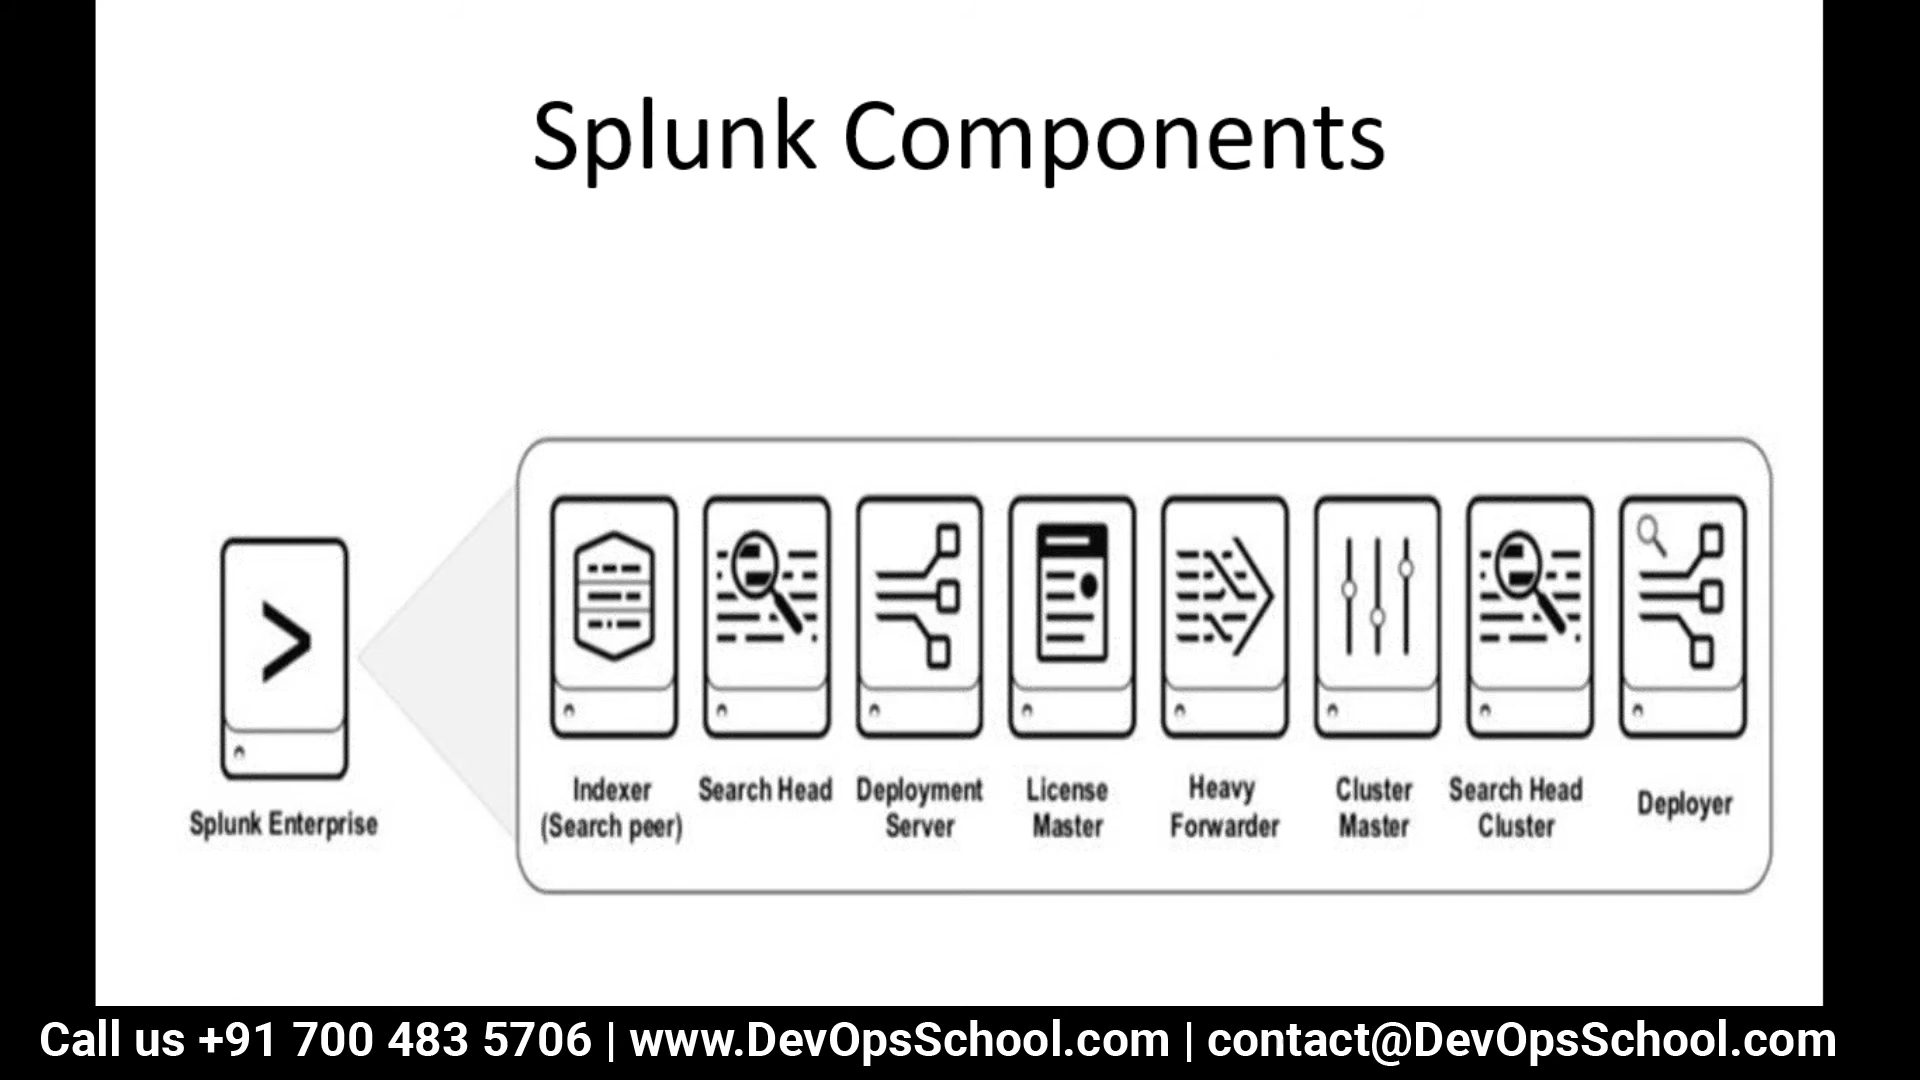 Splunk Components
Splunk Enterprise
Indexer
(Search peer)
Search Head
Deployment
Server
License
Master
Heavy
Forwarder
Cluster
Master
Search Head
Cluster
Deployer
Call us +91 700 483 5706 | www.DevOpsSchool.com | contact@DevOpsSchool.com